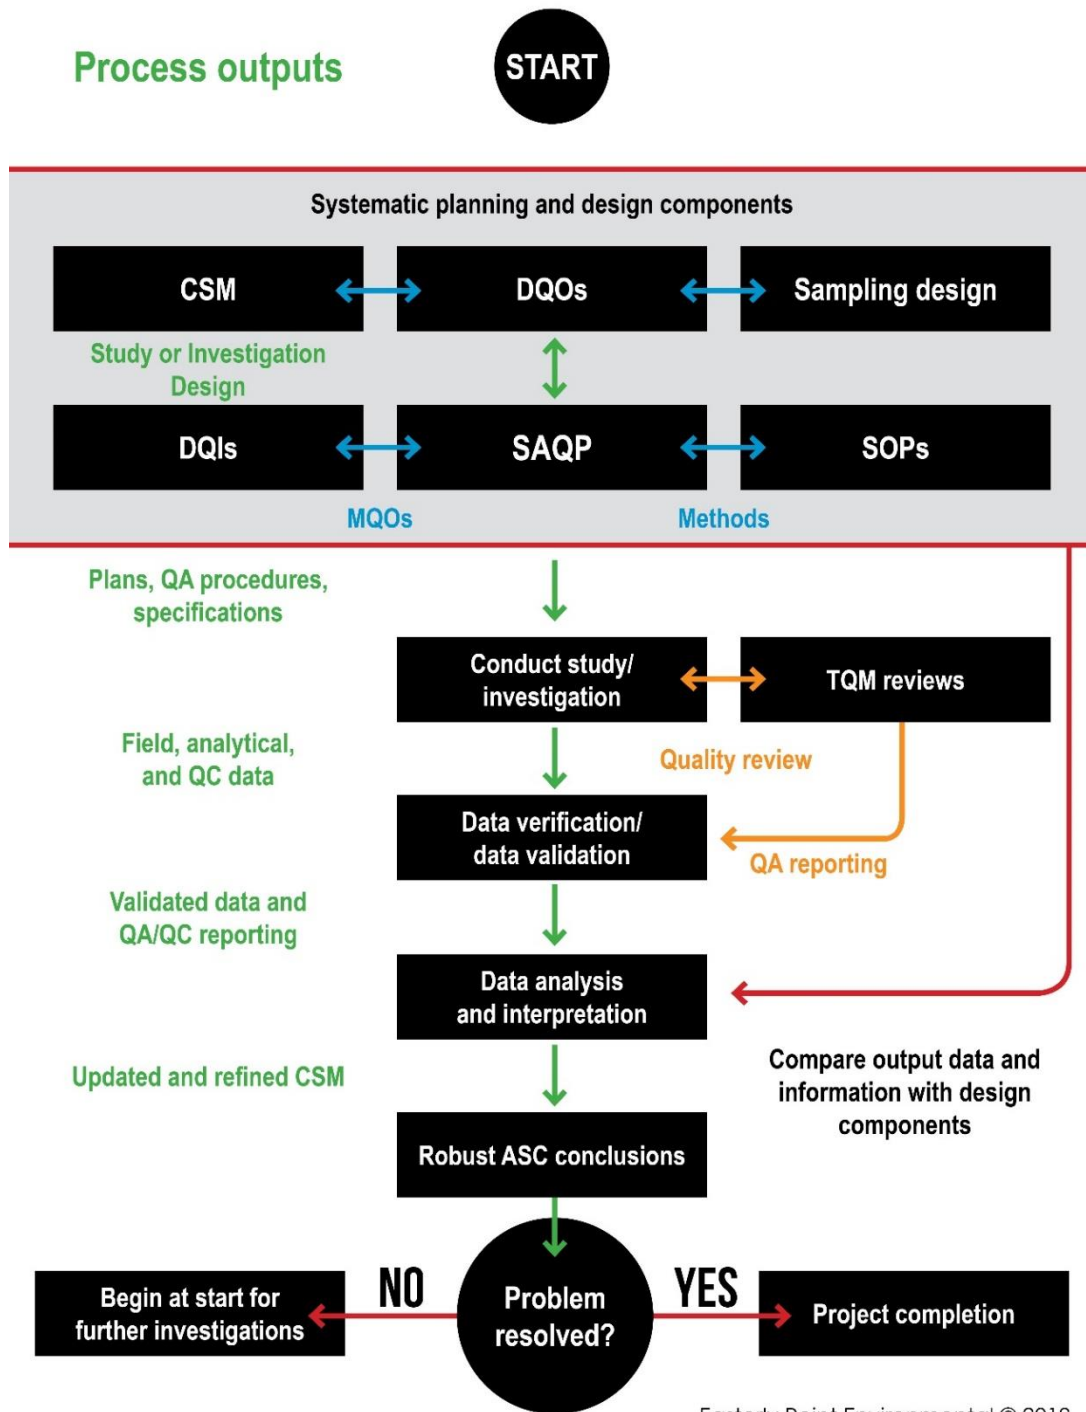 Process outputs
START
Systematic planning and design components
CSM
DQOs
Sampling design
Study or Investigation
Design
DQIs
SAQP
SOPs
MQOs
Methods
Plans, QA procedures,
specifications
Conduct study/
investigation
TQM reviews
Field, analytical,
and QC data
Quality review
Data verification/
data validation
QA reporting
Validated data and
QA/QC reporting
Data analysis
and interpretation
Updated and refined CSM
Compare output data and
information with design
components
Robust ASC conclusions
NO
YES
Begin at start for
further investigations
Problem
resolved?
Project completion